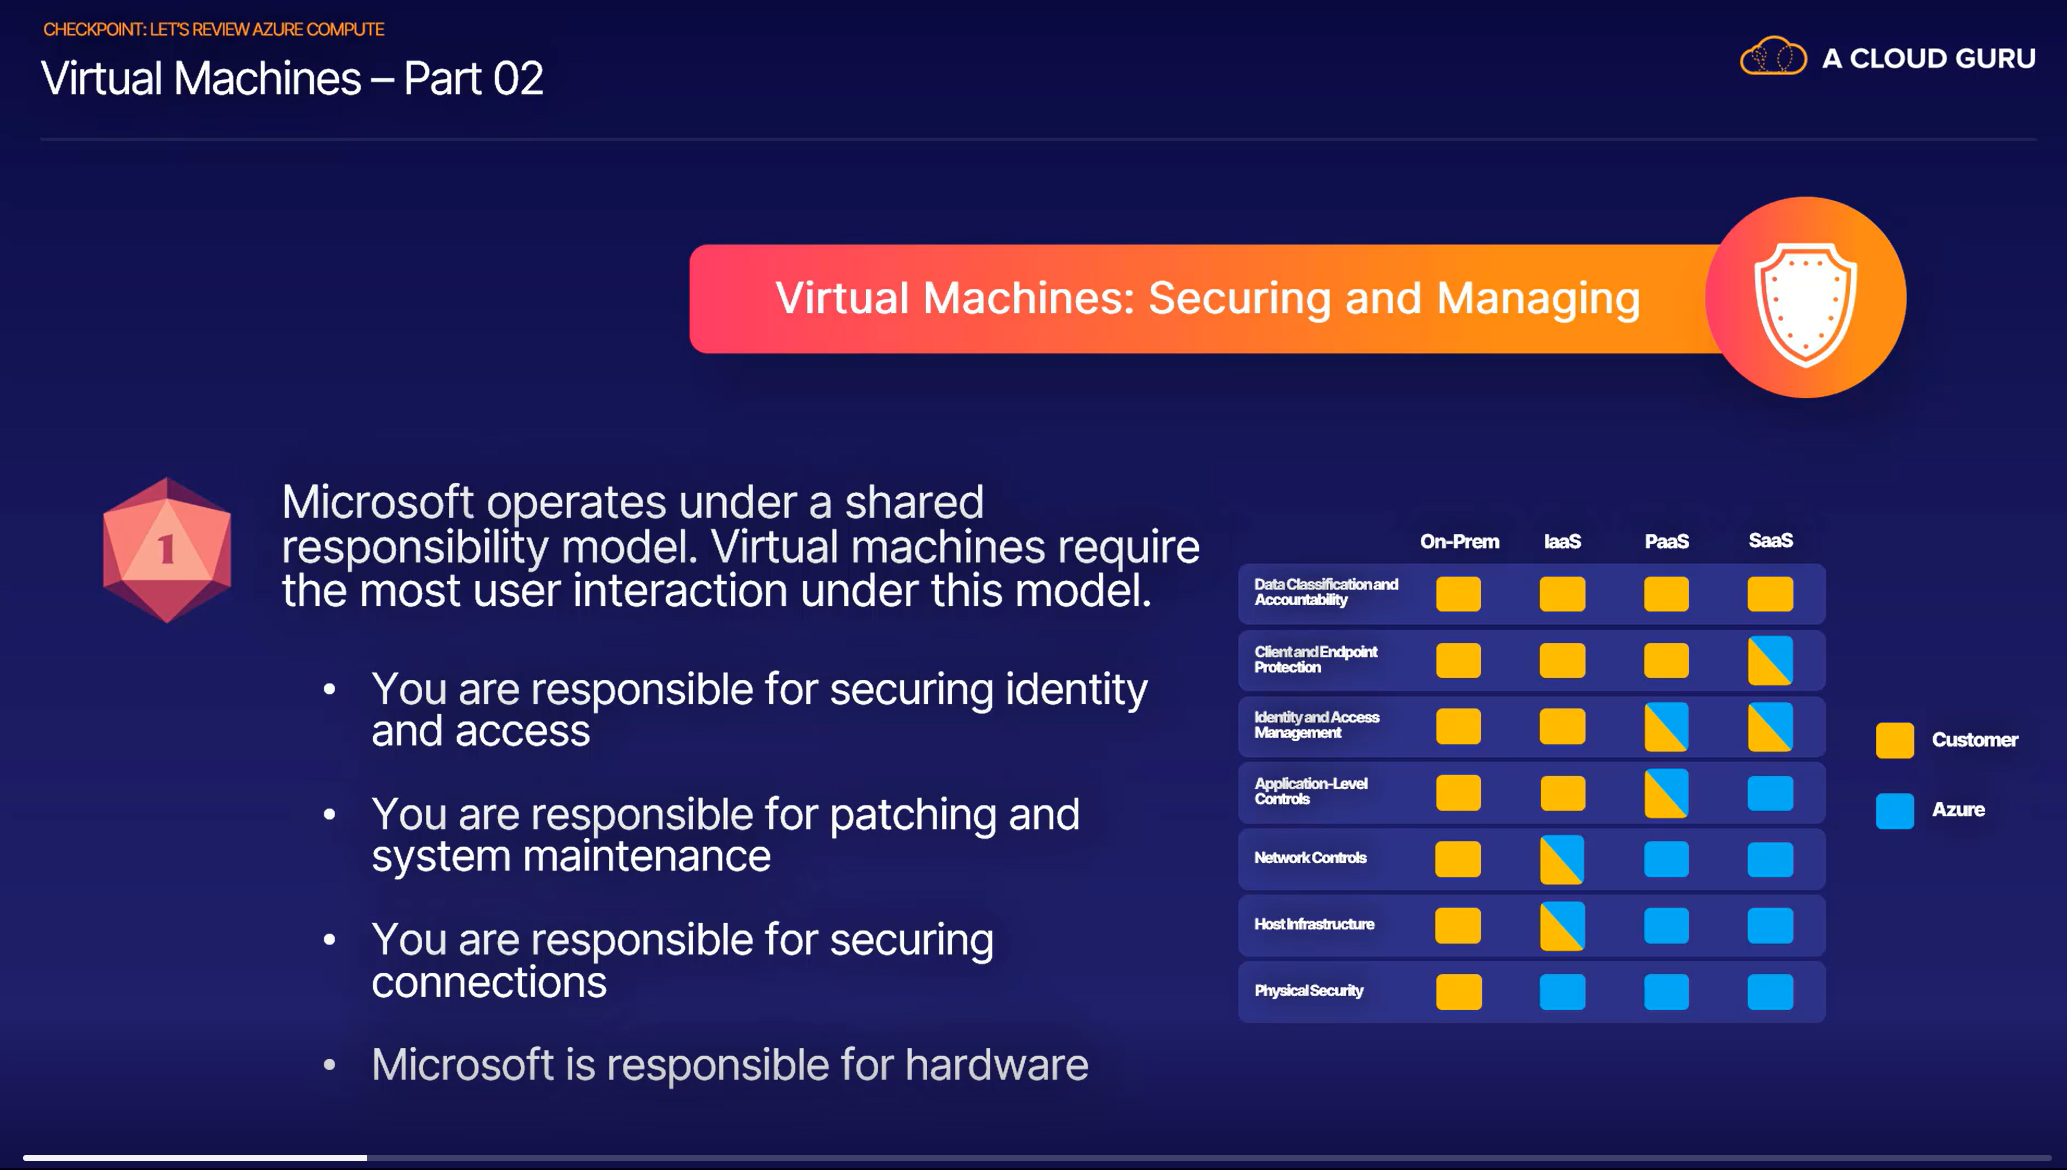 CHECKPOINT: LET'S REVIEW AZURE COMPUTE
Virtual Machines – Part 02
A CLOUD GURU
Virtual Machines: Securing and Managing
1
Microsoft operates under a shared
responsibility model. Virtual machines require
the most user interaction under this model.
• You are responsible for securing identity
and access
• You are responsible for patching and
system maintenance
• You are responsible for securing
connections
• Microsoft is responsible for hardware
On-Prem IaaS PaaS SaaS
Data Classification and
Accountability
Client and Endpoint
Protection
Identity and Access
Management
Application-Level
Controls
Network Controls
Host Infrastructure
Physical Security
Customer
Azure